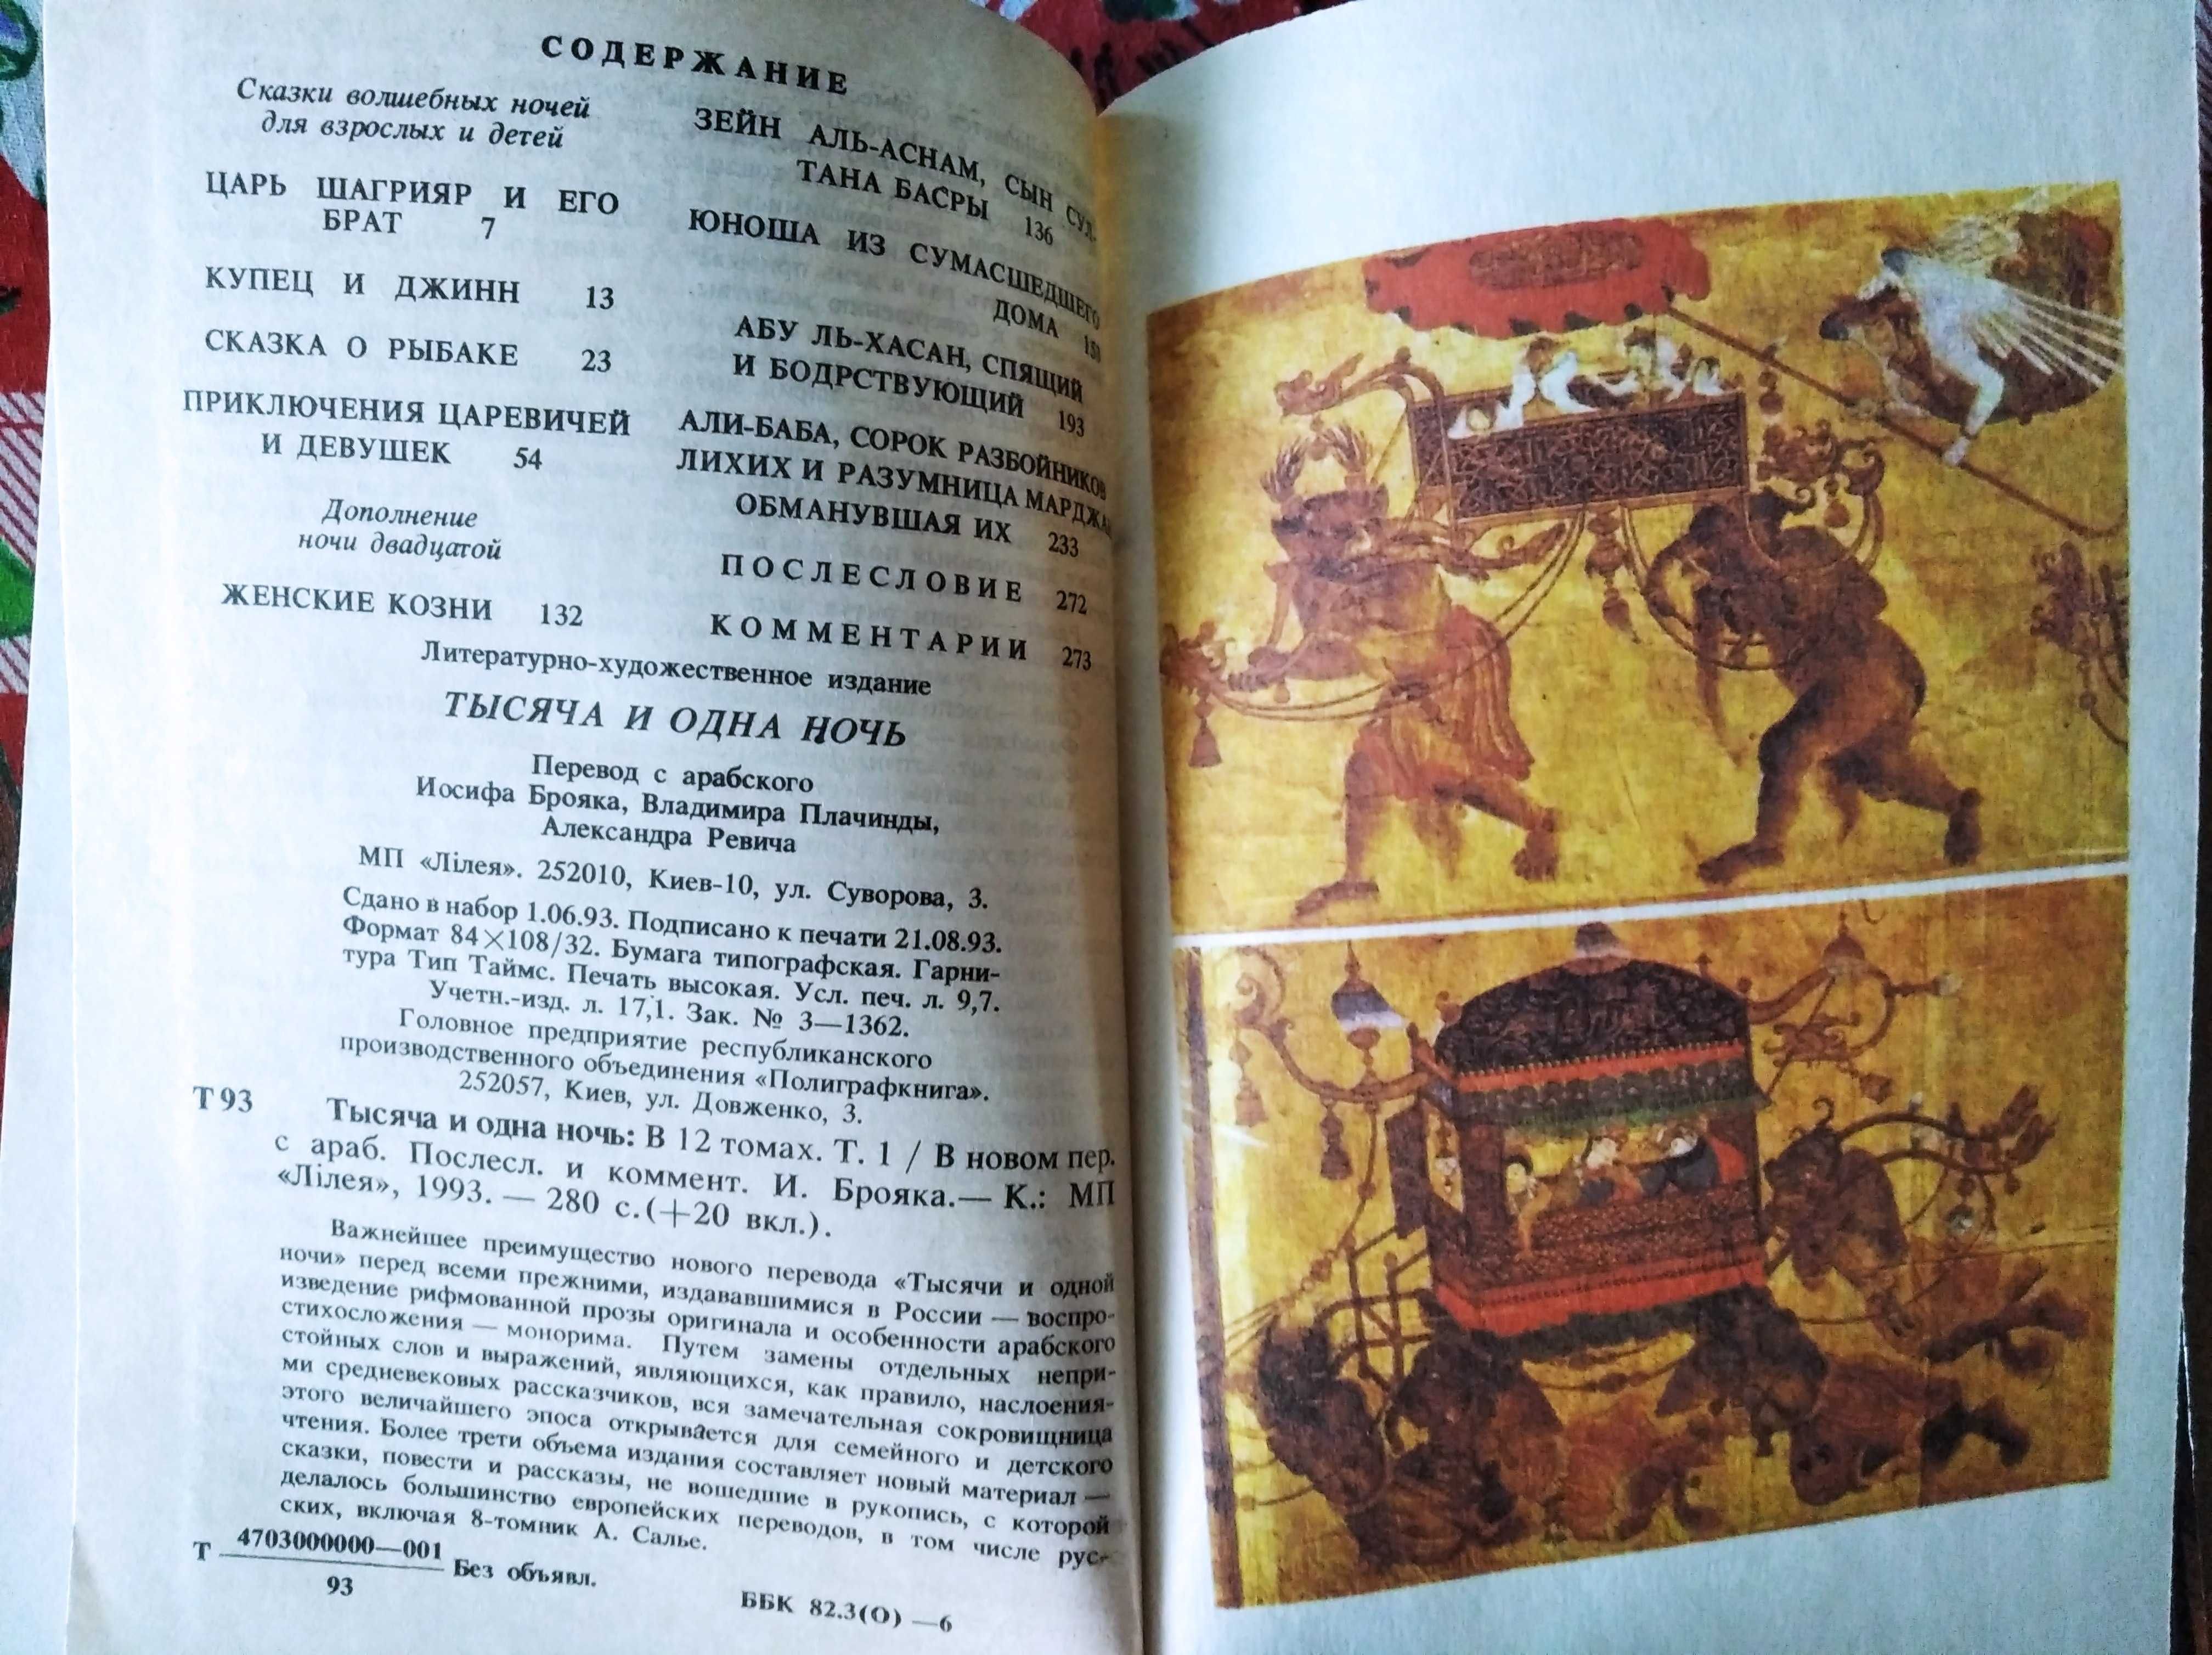 СОДЕРЖАНИЕ
Сказки волшебных ночей
для взрослых и детей
ЦАРЬ ШАГРИЯР И ЕГО
БРАТ 7
КУПЕЦ И ДЖИНН 13
СКАЗКА О РЫБАКЕ 23
ПРИКЛЮЧЕНИЯ ЦАРЕВИЧЕЙ
И ДЕВУШЕК 54
Дополнение
ночи двадцатой
ЖЕНСКИЕ КОЗНИ 132
ЗЕЙН АЛЬ-АСНАМ, СЫН СУЛ-
ТАНА БАСРЫ 136
ЮНОША ИЗ СУМАСШЕДШЕГО
ДОМА
АБУ ЛЬ-ХАСАН, СПЯЩИЙ
И БОДРСТВУЮЩИЙ 193
АЛИ-БАБА, СОРОК РАЗБОЙНИКОВ
ЛИХИХ И РАЗУМНИЦА
ОБМАНУВШАЯ ИХ 233
ПОСЛЕСЛОВИЕ 272
КОММЕНТАРИИ 273
Литературно-художественное издание
ТЫСЯЧА И ОДНА НОЧЬ
Перевод с арабского
Иосифа Брояка, Владимира Плачинды,
Александра Ревича
МП «Лілея». 252010, Киев-10, ул. Суворова, 3.
Сдано в набор 1.06.93. Подписано к печати 21.08.93.
Формат 84×108/32. Бумага типографская. Гарни-
тура Тип Таймс. Печать высокая. Усл. печ. л. 9,7.
Учетн.-изд. л. 17,1. Зак. № 3—1362.
Головное предприятие республиканского
производственного объединения «Полиграфкнига».
252057, Киев, ул. Довженко, 3.
Т93 Тысяча и одна ночь: В 12 томах. Т. 1 / В новом пер.
с араб. Послесл. и коммент. И. Брояка.— К.: МП
«Лілея», 1993. — 280 с.(+20 вкл.).
Важнейшее преимущество нового перевода «Тысячи и одной
ночи» перед всеми прежними, издававшимися в России — воспро-
изведение рифмованной прозы оригинала и особенности арабского
стихосложения — монорима. Путем замены отдельных непри-
стойных слов и выражений, являющихся, как правило, наслоения-
ми средневековых рассказчиков, вся замечательная сокровищница
этого величайшего эпоса открывается для семейного и детского
чтения. Более трети объема издания составляет новый материал —
сказки, повести и рассказы, не вошедшие в рукопись, с которой
делалось большинство европейских переводов, в том числе рус-
ских, включая 8-томник А. Салье.
Т 4703000000—001 Без объявл.
93
ББК 82.3(О) —6